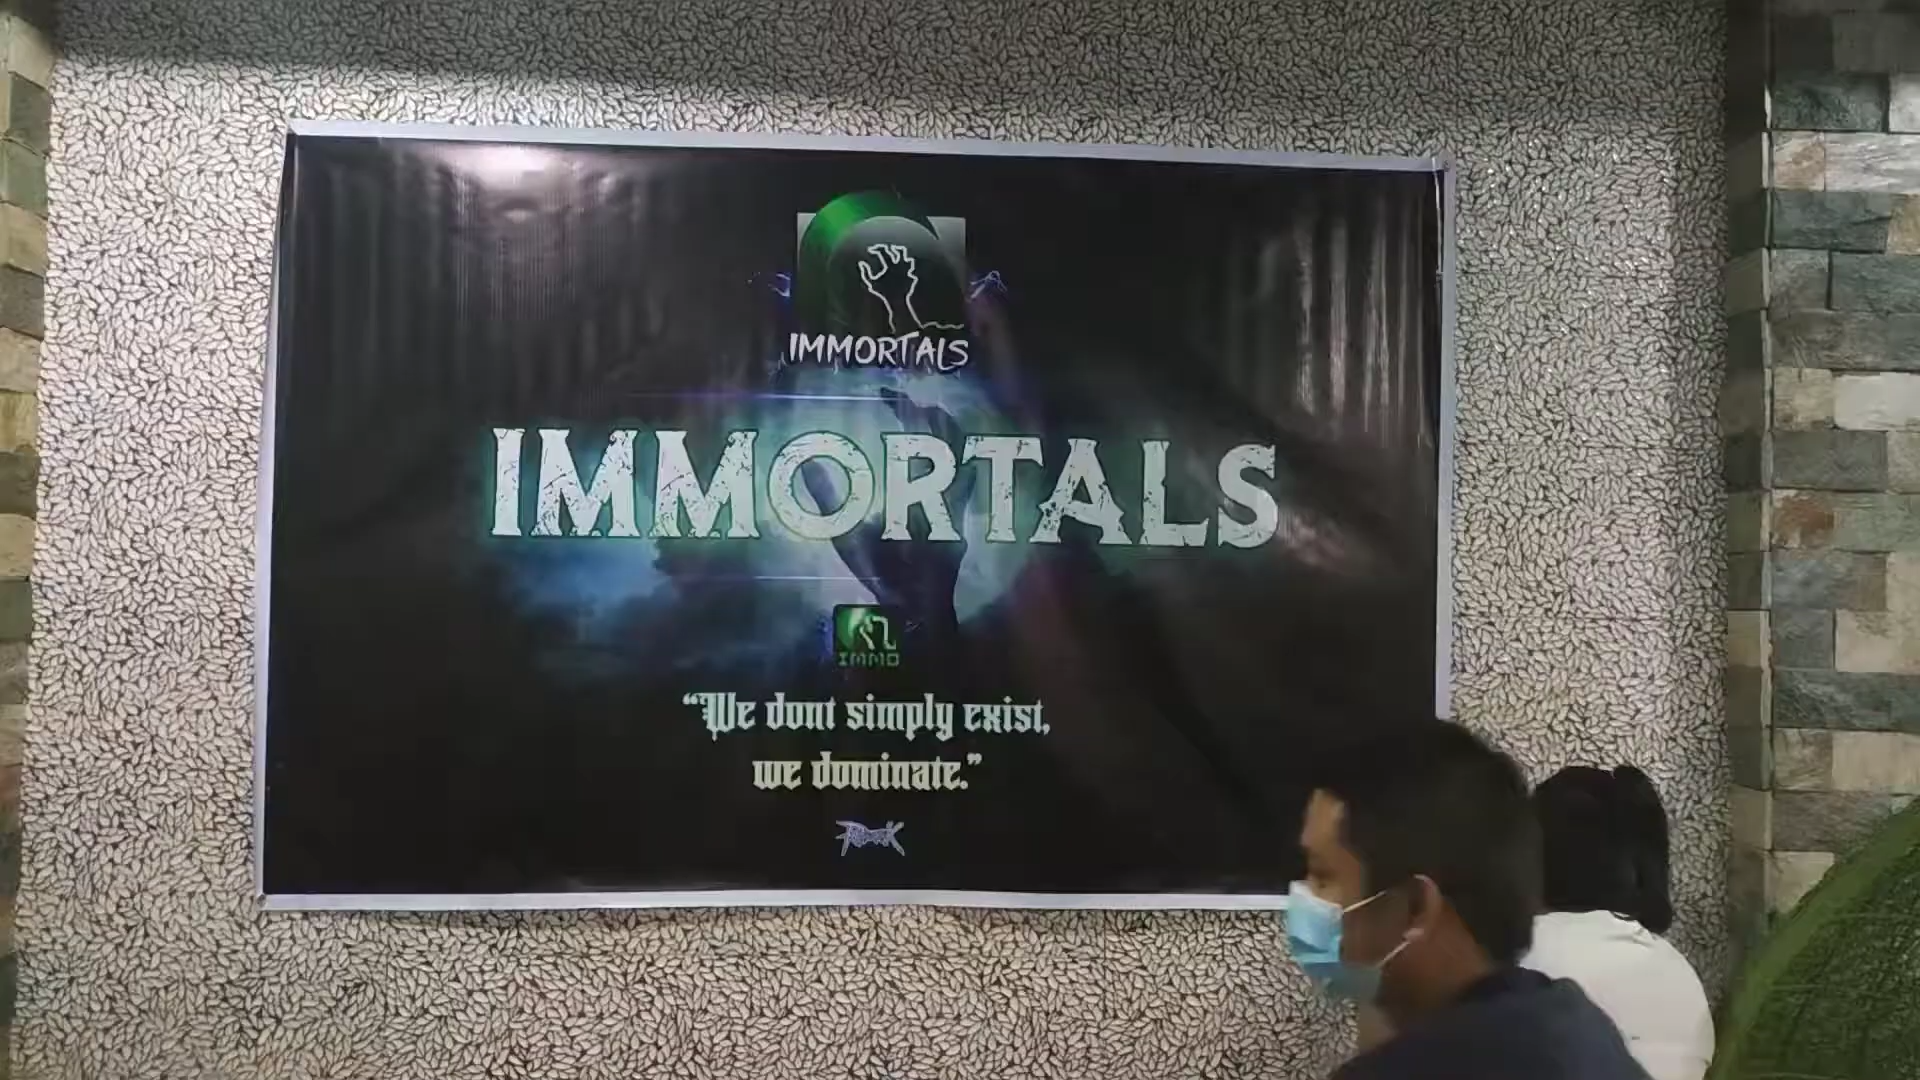 IMMORTALS
IMMORTALS
IMMO
“We dont simply exist,
we dominate.”